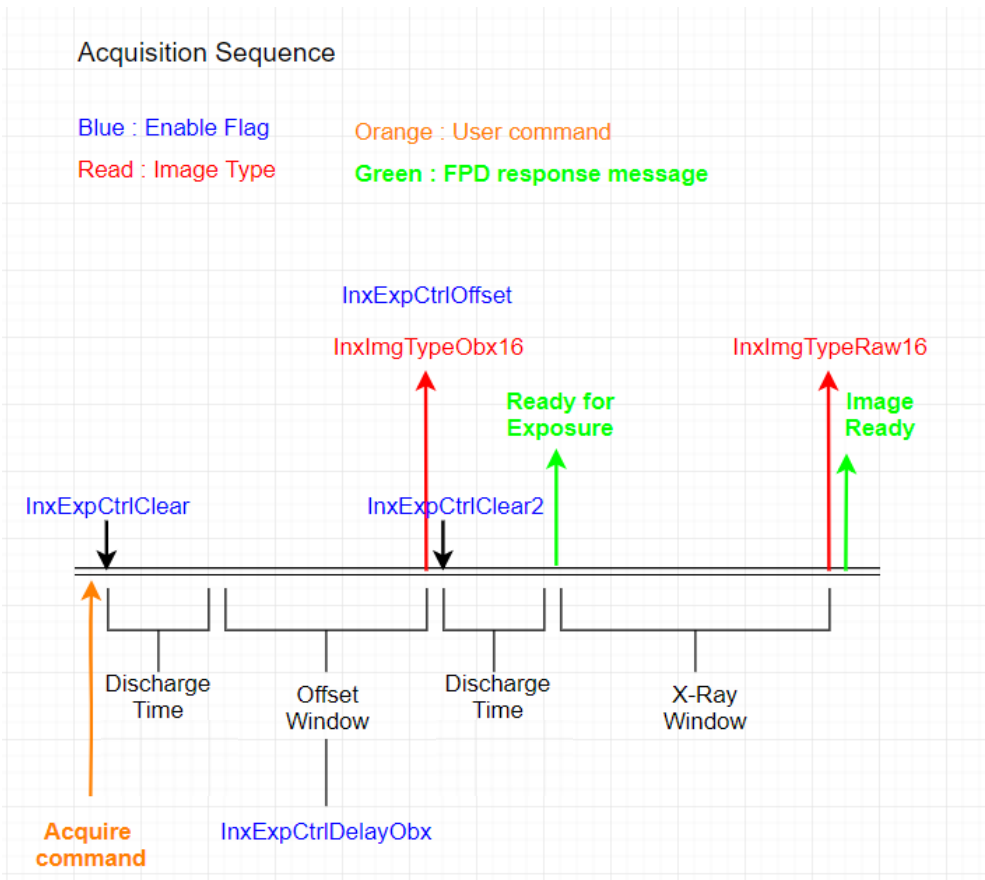 Acquisition Sequence
Blue : Enable Flag
Orange : User command
Read : Image Type
Green : FPD response message
InxExpCtrlOffset
InxImgTypeObx16
InxImgTypeRaw16
Ready for
Exposure
Image
Ready
InxExpCtrlClear
InxExpCtrlClear2
Discharge
Time
Offset
Window
Discharge
Time
X-Ray
Window
Acquire
command
InxExpCtrlDelayObx